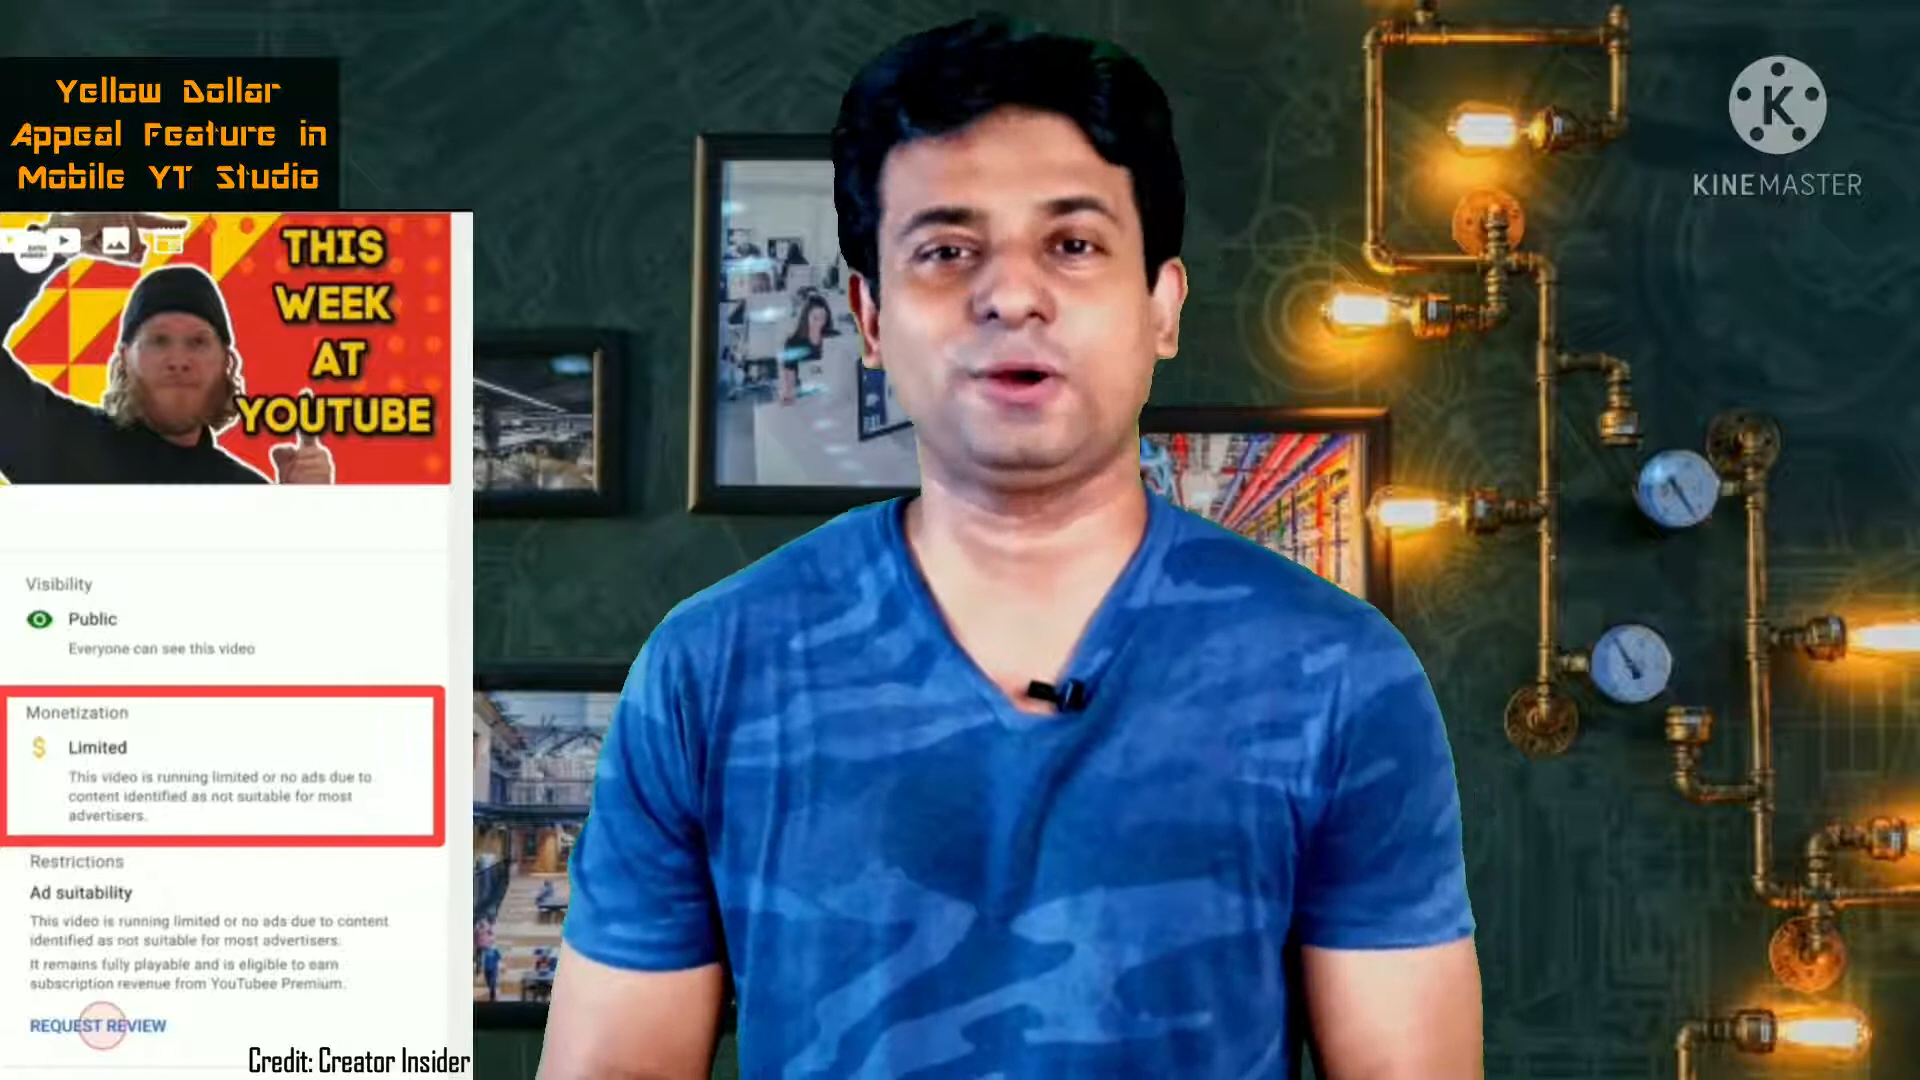 Yellow Dollar
Appeal Feature in
Mobile YT Studio
THIS
WEEK
AT
YOUTUBE
Visibility
Public
Everyone can see this video
Monetization
$ Limited
This video is running limited or no ads due to
content identified as not suitable for most
advertisers.
Restrictions
Ad suitability
This video is running limited or no ads due to content
identified as not suitable for most advertisers.
It remains fully playable and is eligible to earn
subscription revenue from YouTubee Premium.
REQUEST REVIEW
Credit: Creator Insider
K
KINEMASTER